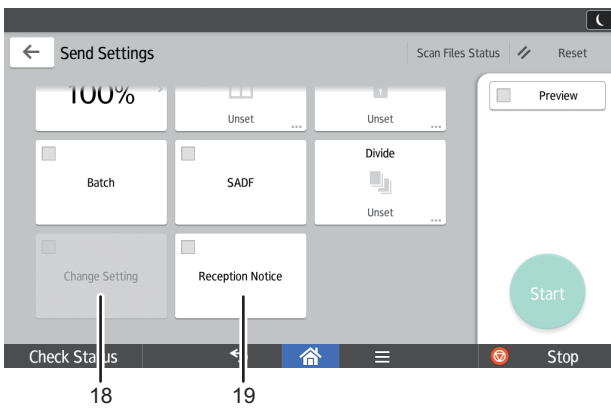 Send Settings
Scan Files Status
Reset
100%
Unset
Unset
Preview
Batch
SADF
Divide
Unset
Change Setting
Reception Notice
Start
Check Status
Stop
18
19